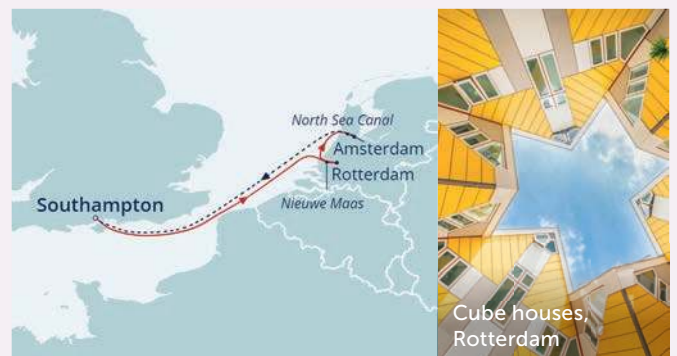 North Sea Canal
Amsterdam
Rotterdam
Southampton
Nieuwe Maas
Cube houses,
Rotterdam